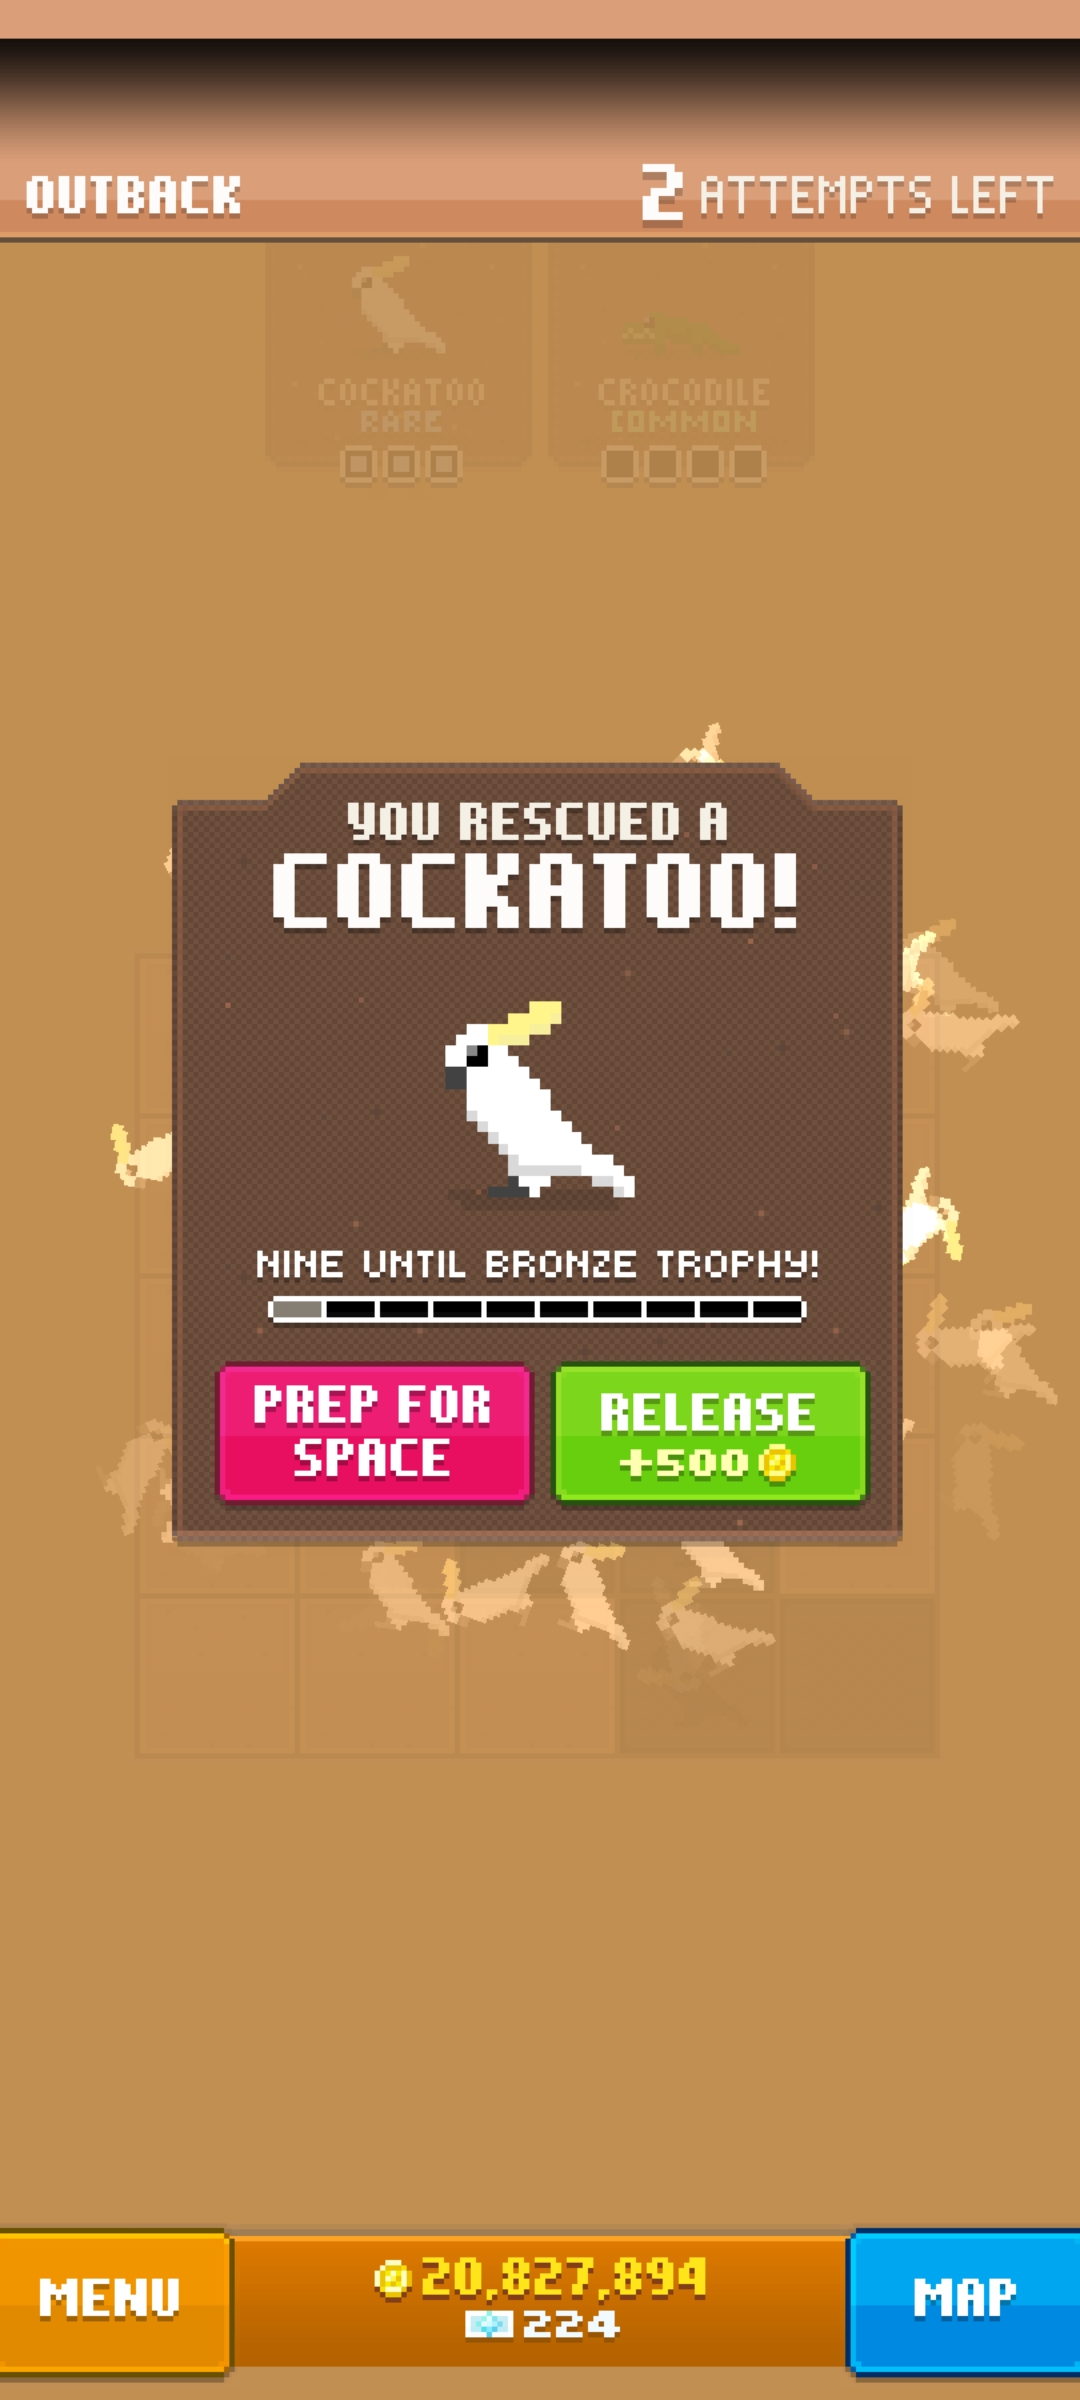 OUTBACK
2 ATTEMPTS LEFT
COCKATOO
RARE
CROCODILE
COMMON
YOU RESCUED A
COCKATOO!
NINE UNTIL BRONZE TROPHY!
PREP FOR
SPACE
RELEASE
+500
MENU
20,827,894
224
MAP